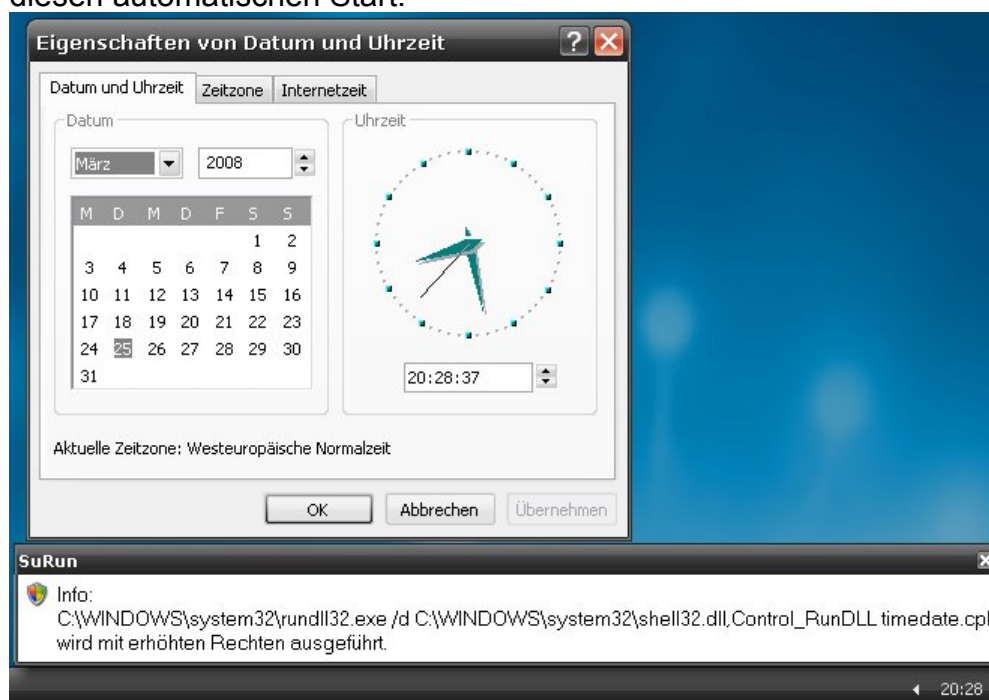 diesen automatischen Start.
Eigenschaften von Datum und Uhrzeit
Datum und Uhrzeit Zeitzone Internetzeit
Datum
Uhrzeit
März 2008
M D M D F S S
1 2
3 4 5 6 7 8 9
10 11 12 13 14 15 16
17 18 19 20 21 22 23
24 25 26 27 28 29 30
31
20:28:37
Aktuelle Zeitzone: Westeuropäische Normalzeit
OK Abbrechen Übernehmen
SuRun
Info:
C:\WINDOWS\system32\rundll32.exe /d C:\WINDOWS\system32\shell32.dll,Control_RunDLL timedate.cpl
wird mit erhöhten Rechten ausgeführt.
20:28